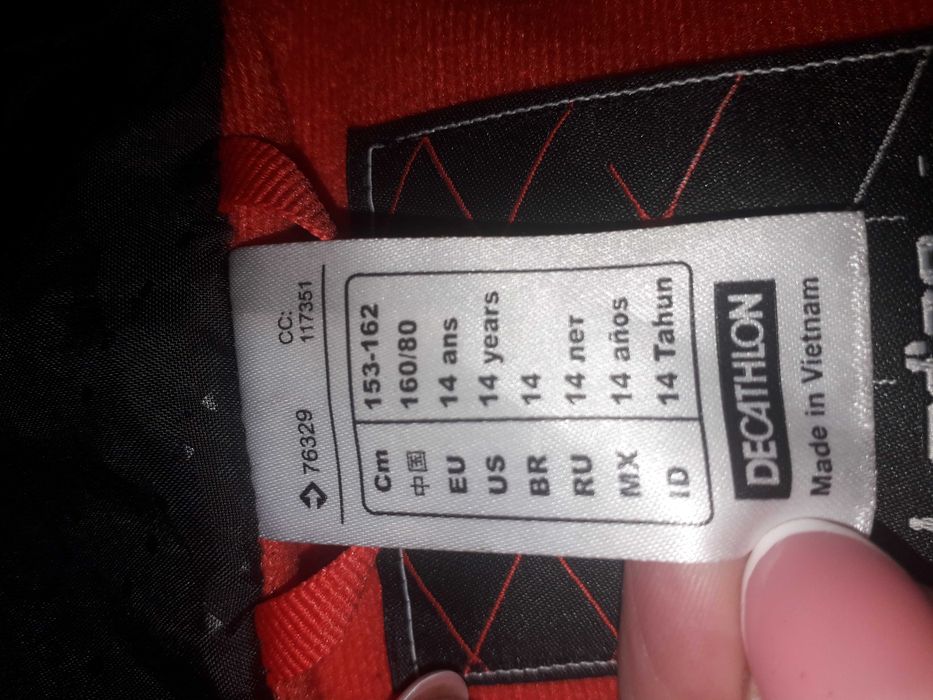 76329 CC: 117351
Cm 153-162
中国 160/80
EU 14 ans
US 14 years
BR 14
RU 14 лет
MX 14 años
ID 14 Tahun
DECATHLON
Made in Vietnam